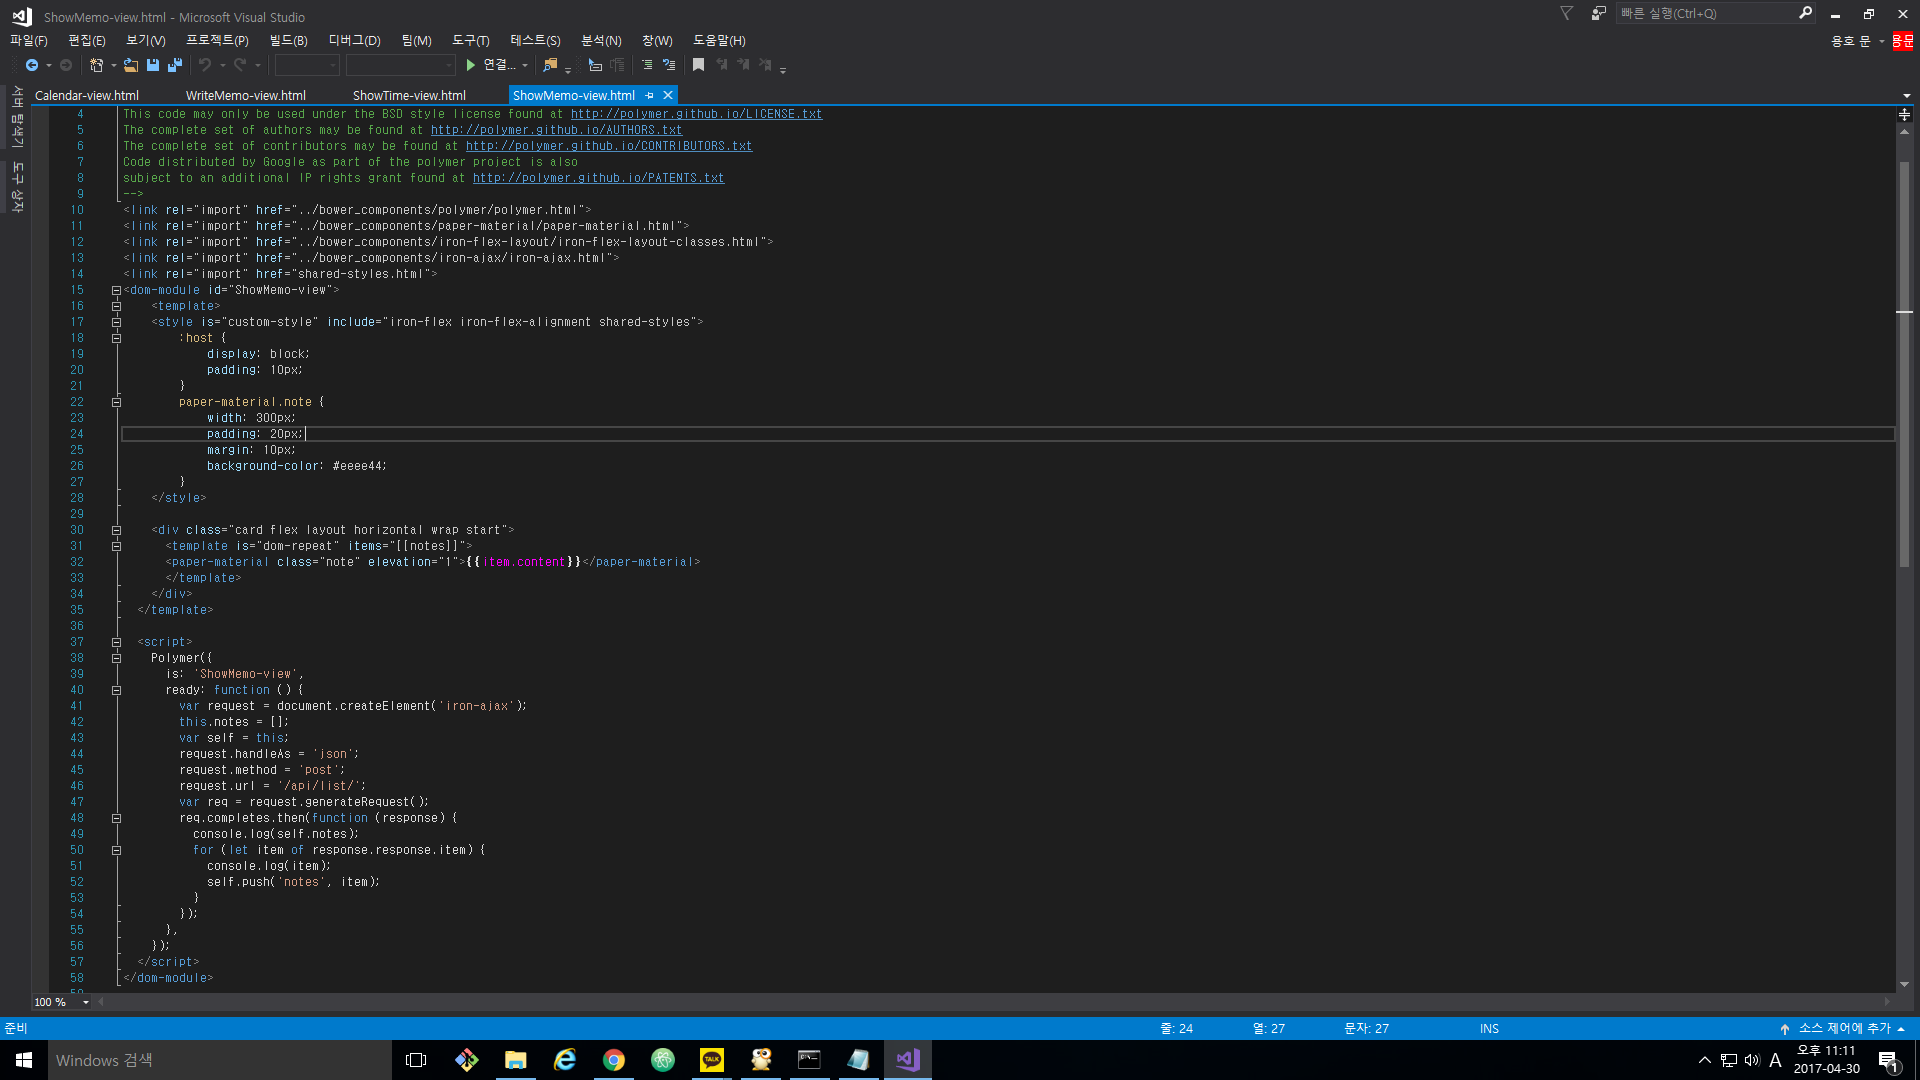 ShowMemo-view.html - Microsoft Visual Studio
빠른 실행(Ctrl+Q)
파일(F) 편집(E) 보기(V) 프로젝트(P) 빌드(B) 디버그(D) 팀(M) 도구(T) 테스트(S) 분석(N) 창(W) 도움말(H)
용호 문 용문
연결...
서버 탐색기
도구 상자
Calendar-view.html WriteMemo-view.html ShowTime-view.html ShowMemo-view.html
4 This code may only be used under the BSD style license found at http://polymer.github.io/LICENSE.txt
5 The complete set of authors may be found at http://polymer.github.io/AUTHORS.txt
6 The complete set of contributors may be found at http://polymer.github.io/CONTRIBUTORS.txt
7 Code distributed by Google as part of the polymer project is also
8 subject to an additional IP rights grant found at http://polymer.github.io/PATENTS.txt
9 -->
10 <link rel="import" href="../bower_components/polymer/polymer.html">
11 <link rel="import" href="../bower_components/paper-material/paper-material.html">
12 <link rel="import" href="../bower_components/iron-flex-layout/iron-flex-layout-classes.html">
13 <link rel="import" href="../bower_components/iron-ajax/iron-ajax.html">
14 <link rel="import" href="shared-styles.html">
15 <dom-module id="ShowMemo-view">
16 <template>
17 <style is="custom-style" include="iron-flex iron-flex-alignment shared-styles">
18 :host {
19 display: block;
20 padding: 10px;
21 }
22 paper-material.note {
23 width: 300px;
24 padding: 20px;
25 margin: 10px;
26 background-color: #eeee44;
27 }
28 </style>
29
30 <div class="card flex layout horizontal wrap start">
31 <template is="dom-repeat" items="[[notes]]">
32 <paper-material class="note" elevation="1">{{item.content}}</paper-material>
33 </template>
34 </div>
35 </template>
36
37 <script>
38 Polymer({
39 is: 'ShowMemo-view',
40 ready: function () {
41 var request = document.createElement('iron-ajax');
42 this.notes = [];
43 var self = this;
44 request.handleAs = 'json';
45 request.method = 'post';
46 request.url = '/api/list/';
47 var req = request.generateRequest();
48 req.completes.then(function (response) {
49 console.log(self.notes);
50 for (let item of response.response.item) {
51 console.log(item);
52 self.push('notes', item);
53 }
54 });
55 },
56 });
57 </script>
58 </dom-module>
59
100 %
준비 줄: 24 열: 27 문자: 27 INS 소스 제어에 추가
Windows 검색
TALK
A
오후 11:11
2017-04-30
1